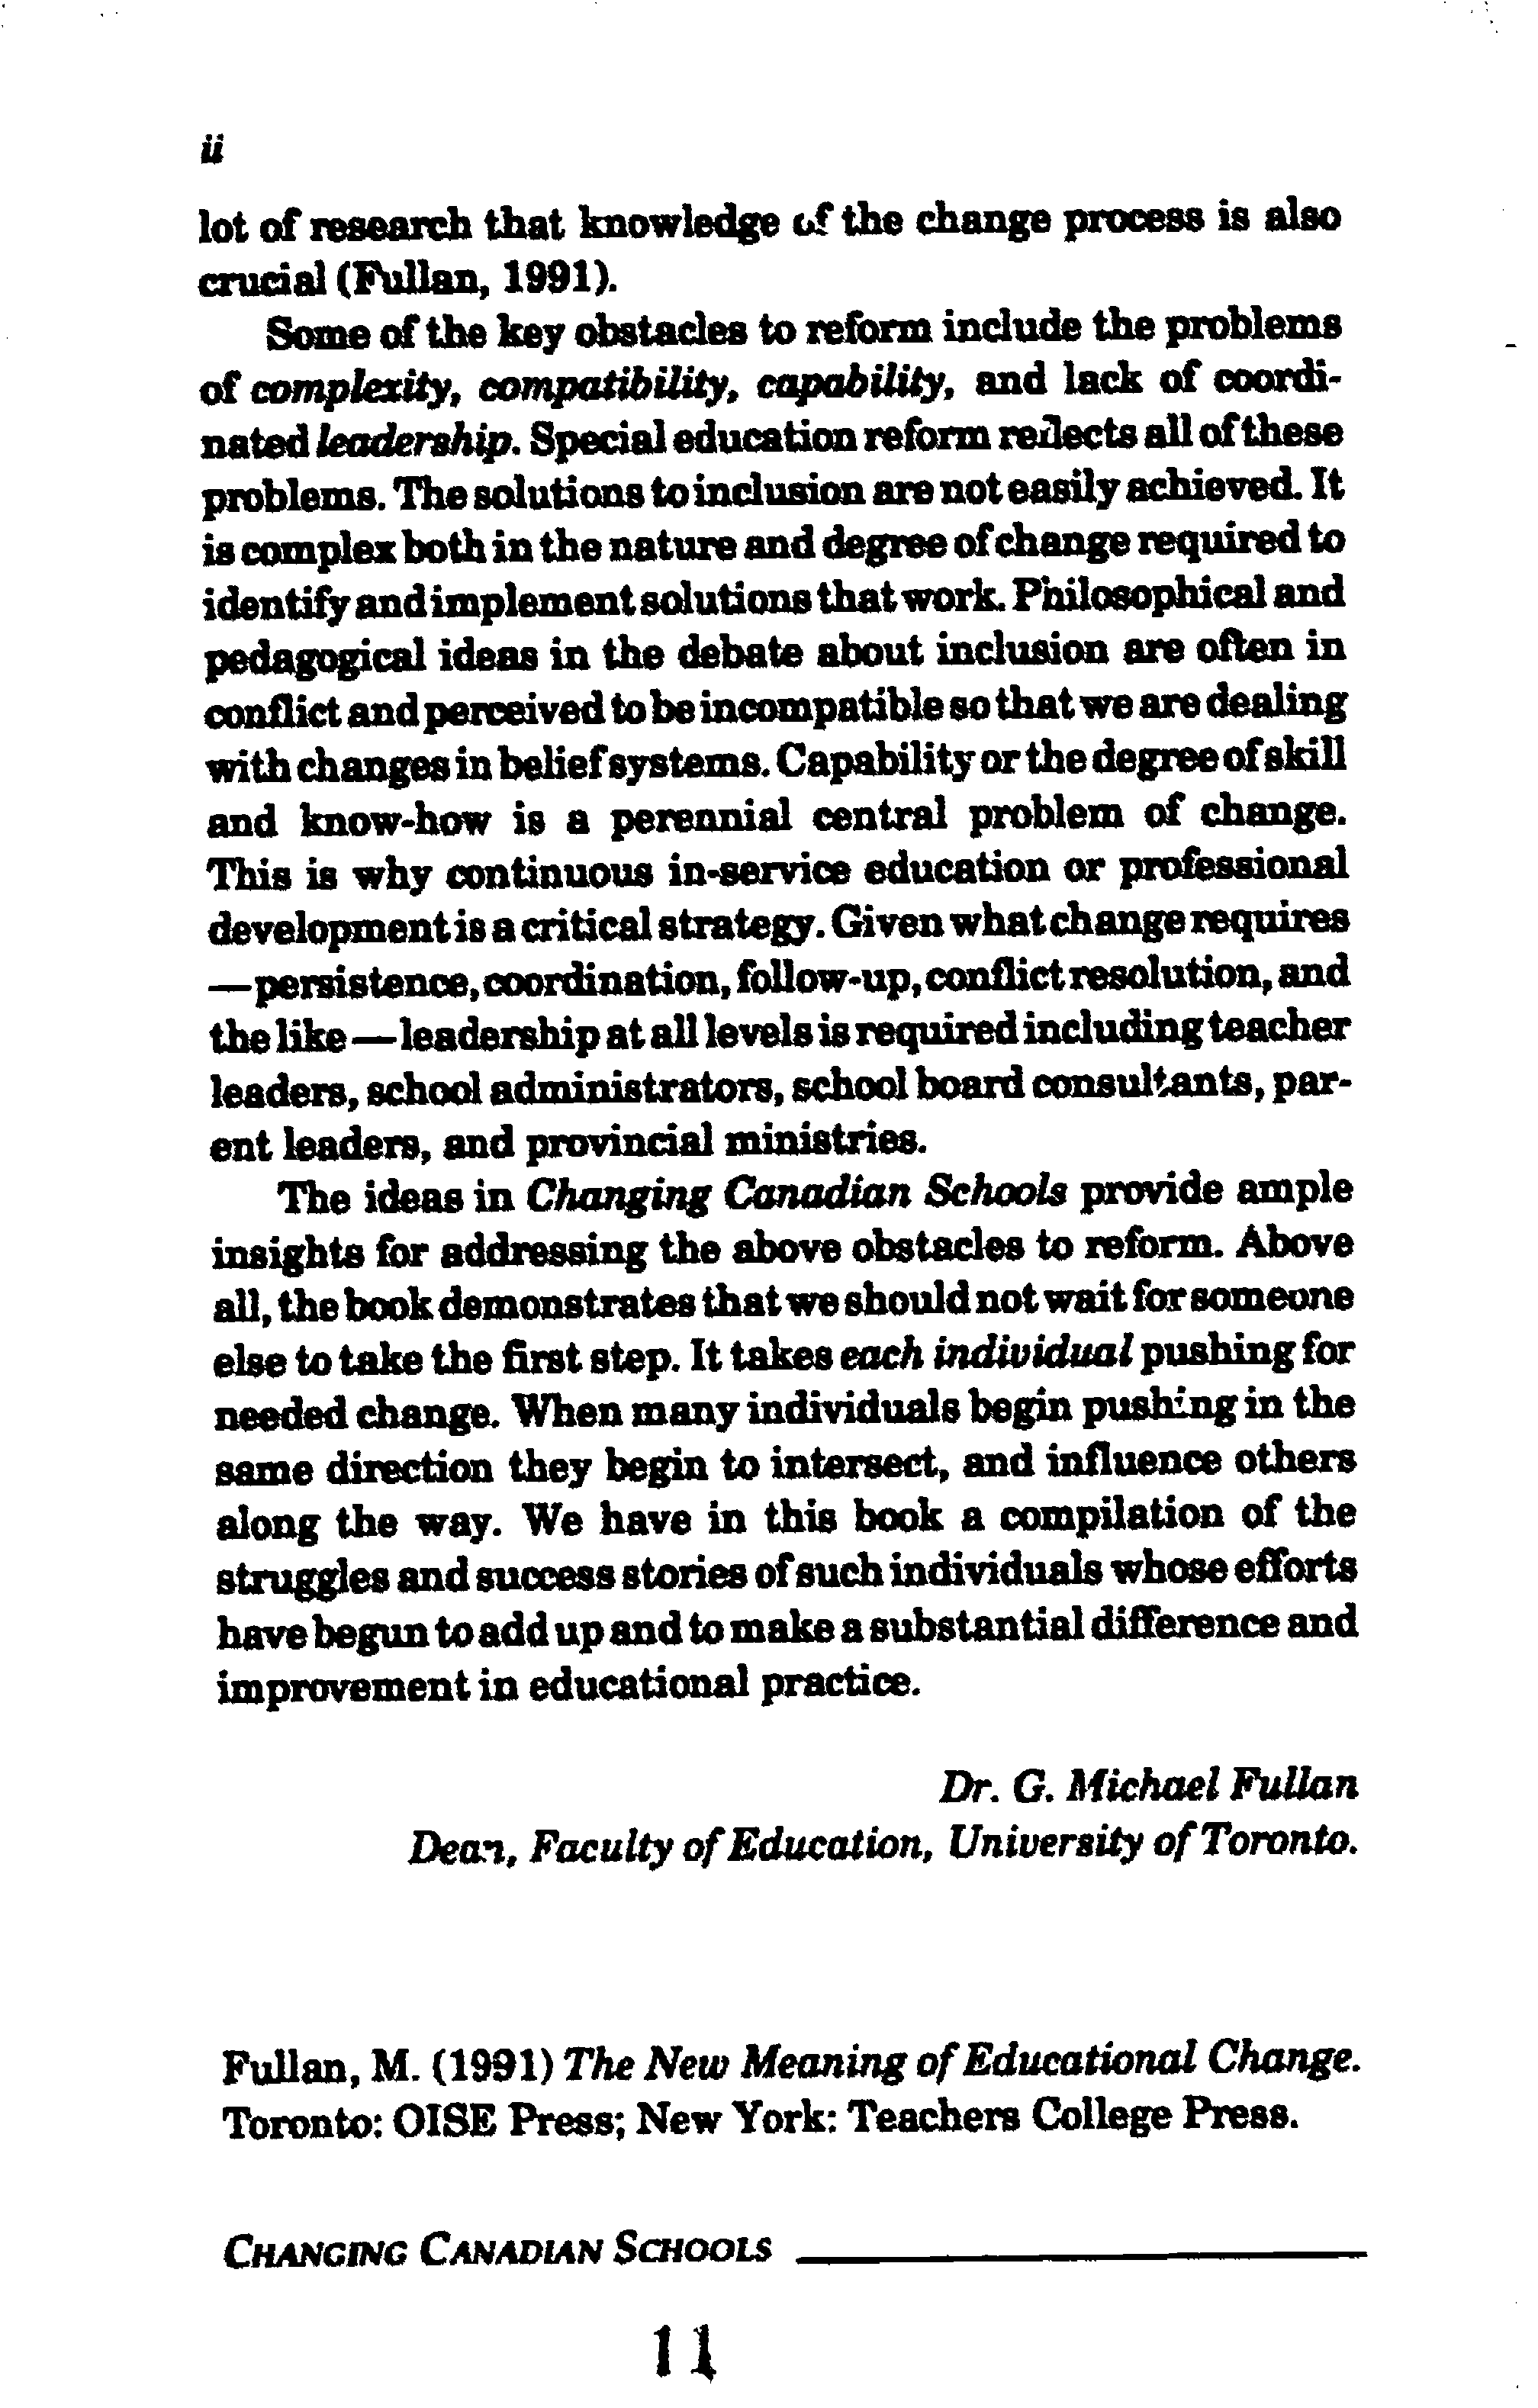 ii
lot of research that knowledge of the change process is also
crucial (Fullan, 1991).
Some of the key obstacles to reform include the problems
of complexity, compatibility, capability, and lack of coordi-
nated leadership. Special education reform reflects all of these
problems. The solutions to inclusion are not easily achieved. It
is complex both in the nature and degree of change required to
identify and implement solutions that work. Philosophical and
pedagogical ideas in the debate about inclusion are often in
conflict and perceived to be incompatible so that we are dealing
with changes in belief systems. Capability or the degree of skill
and know-how is a perennial central problem of change.
This is why continuous in-service education or professional
development is a critical strategy. Given what change requires
—persistence, coordination, follow-up, conflict resolution, and
the like — leadership at all levels is required including teacher
leaders, school administrators, school board consultants, par-
ent leaders, and provincial ministries.
The ideas in Changing Canadian Schools provide ample
insights for addressing the above obstacles to reform. Above
all, the book demonstrates that we should not wait for someone
else to take the first step. It takes each individual pushing for
needed change. When many individuals begin pushing in the
same direction they begin to intersect, and influence others
along the way. We have in this book a compilation of the
struggles and success stories of such individuals whose efforts
have begun to add up and to make a substantial difference and
improvement in educational practice.
Dr. G. Michael Fullan
Dean, Faculty of Education, University of Toronto.
Fullan, M. (1991) The New Meaning of Educational Change.
Toronto: OISE Press; New York: Teachers College Press.
CHANGING CANADIAN SCHOOLS
11